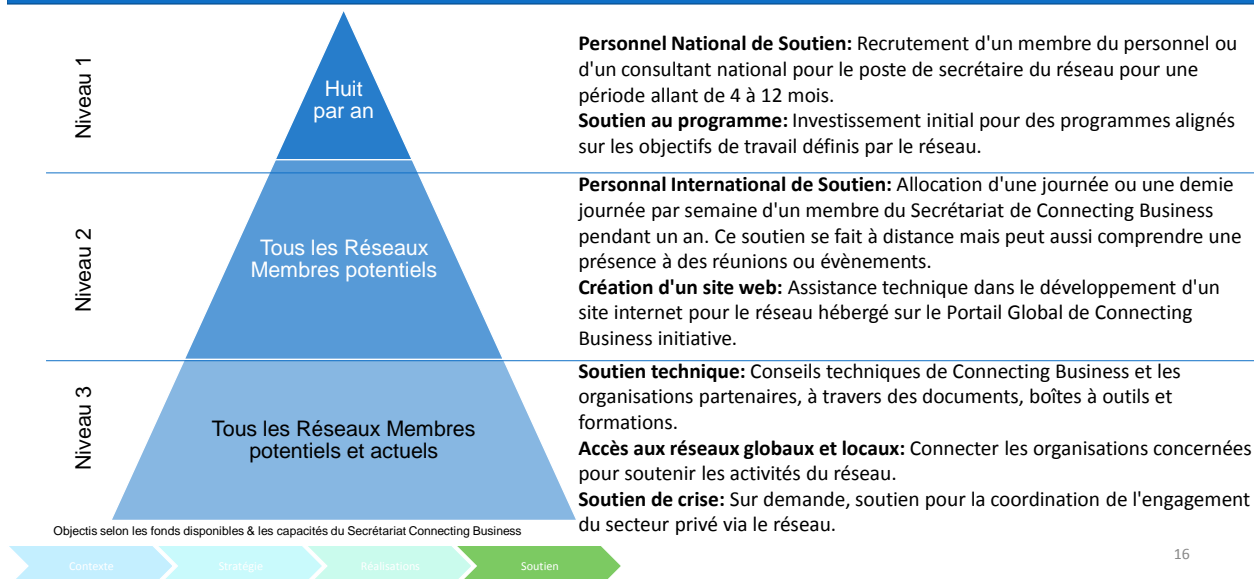 Niveau 1
Huit
par an
Personnel National de Soutien: Recrutement d'un membre du personnel ou
d'un consultant national pour le poste de secrétaire du réseau pour une
période allant de 4 à 12 mois.
Soutien au programme: Investissement initial pour des programmes alignés
sur les objectifs de travail définis par le réseau.
Niveau 2
Tous les Réseaux
Membres potentiels
Personnal International de Soutien: Allocation d'une journée ou une demie
journée par semaine d'un membre du Secrétariat de Connecting Business
pendant un an. Ce soutien se fait à distance mais peut aussi comprendre une
présence à des réunions ou évènements.
Création d'un site web: Assistance technique dans le développement d'un
site internet pour le réseau hébergé sur le Portail Global de Connecting
Business initiative.
Niveau 3
Tous les Réseaux Membres
potentiels et actuels
Soutien technique: Conseils techniques de Connecting Business et les
organisations partenaires, à travers des documents, boîtes à outils et
formations.
Accès aux réseaux globaux et locaux: Connecter les organisations concernées
pour soutenir les activités du réseau.
Soutien de crise: Sur demande, soutien pour la coordination de l'engagement
du secteur privé via le réseau.
Objectis selon les fonds disponibles & les capacités du Secrétariat Connecting Business
Contexte
Stratégie
Réalisations
Soutien
16